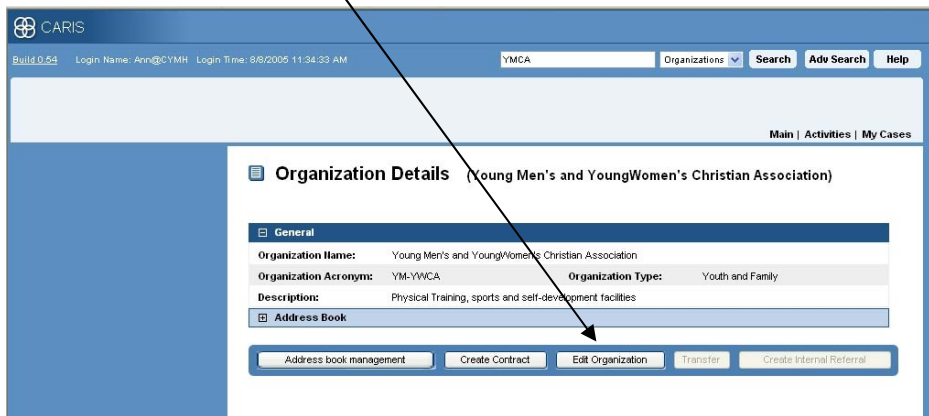 CARIS
Build 0.54 Login Name: Ann@CYMH Login Time: 8/8/2005 11:34:33 AM YMCA Organizations Search Adv Search Help
Main | Activities | My Cases
Organization Details (Young Men's and YoungWomen's Christian Association)
General
Organization Name: Young Men's and YoungWomen's Christian Association
Organization Acronym: YM-YWCA Organization Type: Youth and Family
Description: Physical Training, sports and self-development facilities
Address Book
Address book management Create Contract Edit Organization Transfer Create Internal Referral